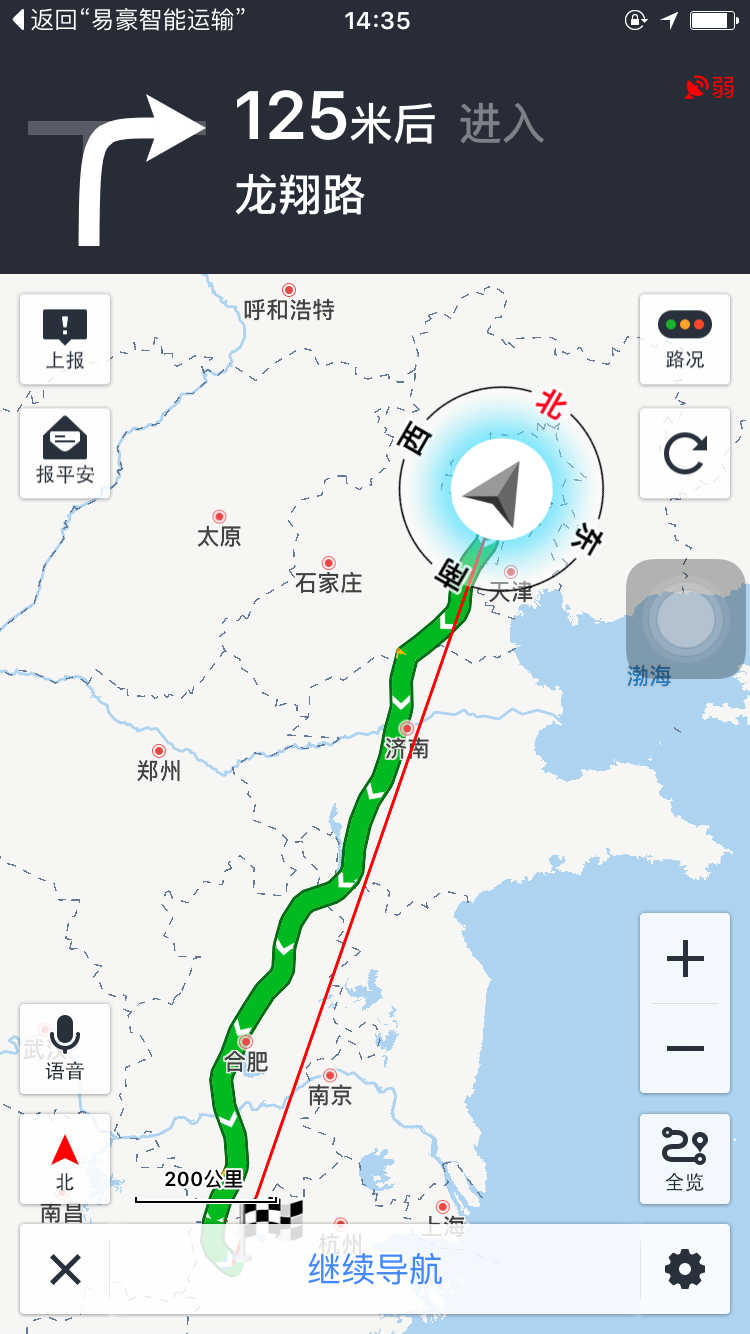 返回“易豪智能运输”
14:35
弱
125米后 进入
龙翔路
上报
呼和浩特
路况
北
西
报平安
太原
东
石家庄
南
天津
渤海
济南
郑州
武汉
语音
合肥
南京
北
200公里
全览
南昌
上海
杭州
继续导航